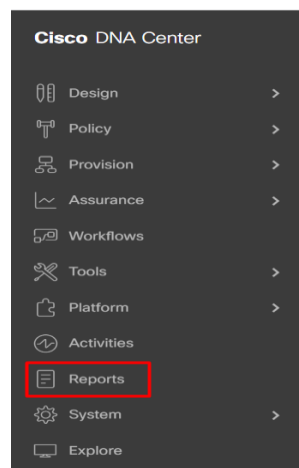 Cisco DNA Center
Design
Policy
Provision
Assurance
Workflows
Tools
Platform
Activities
Reports
System
Explore